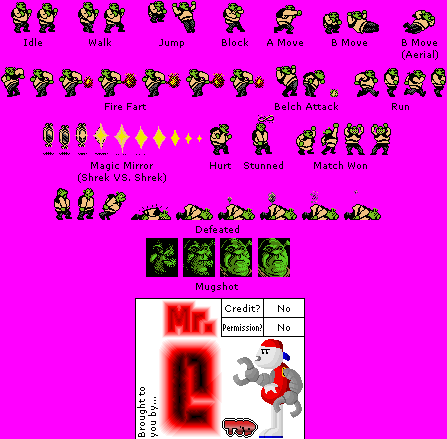 Idle Walk Jump Block A Move B Move B Move
(Aerial)
Fire Fart Belch Attack Run
Magic Mirror Hurt Stunned Match Won
(Shrek VS. Shrek)
Defeated
Mugshot
Mr. Credit? No
Permission? No
C
Brought to
you by...